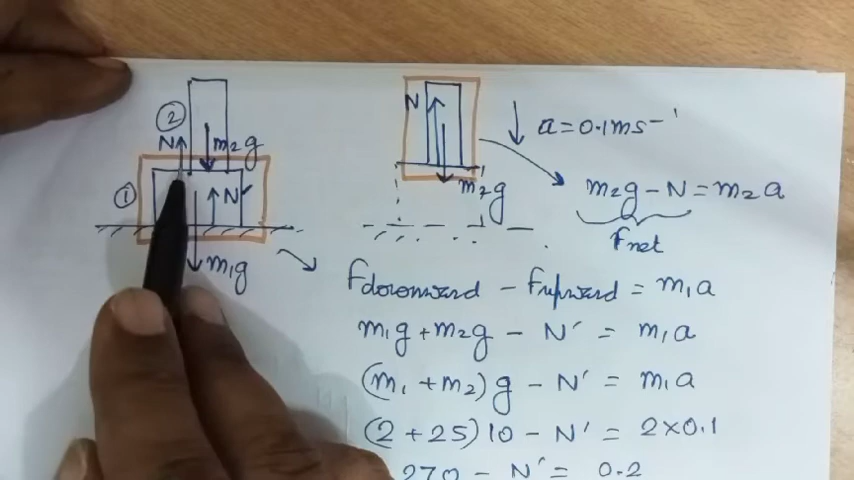 ②
N
m₂g
①
N'
m₁g
N
m₂g
a = 0.1ms⁻¹
m₂g - N = m₂a
Fnet
Fdownward - Fupward = m₁a
m₁g + m₂g - N' = m₁a
(m₁ + m₂)g - N' = m₁a
(2 + 25)10 - N' = 2×0.1
270 - N' = 0.2